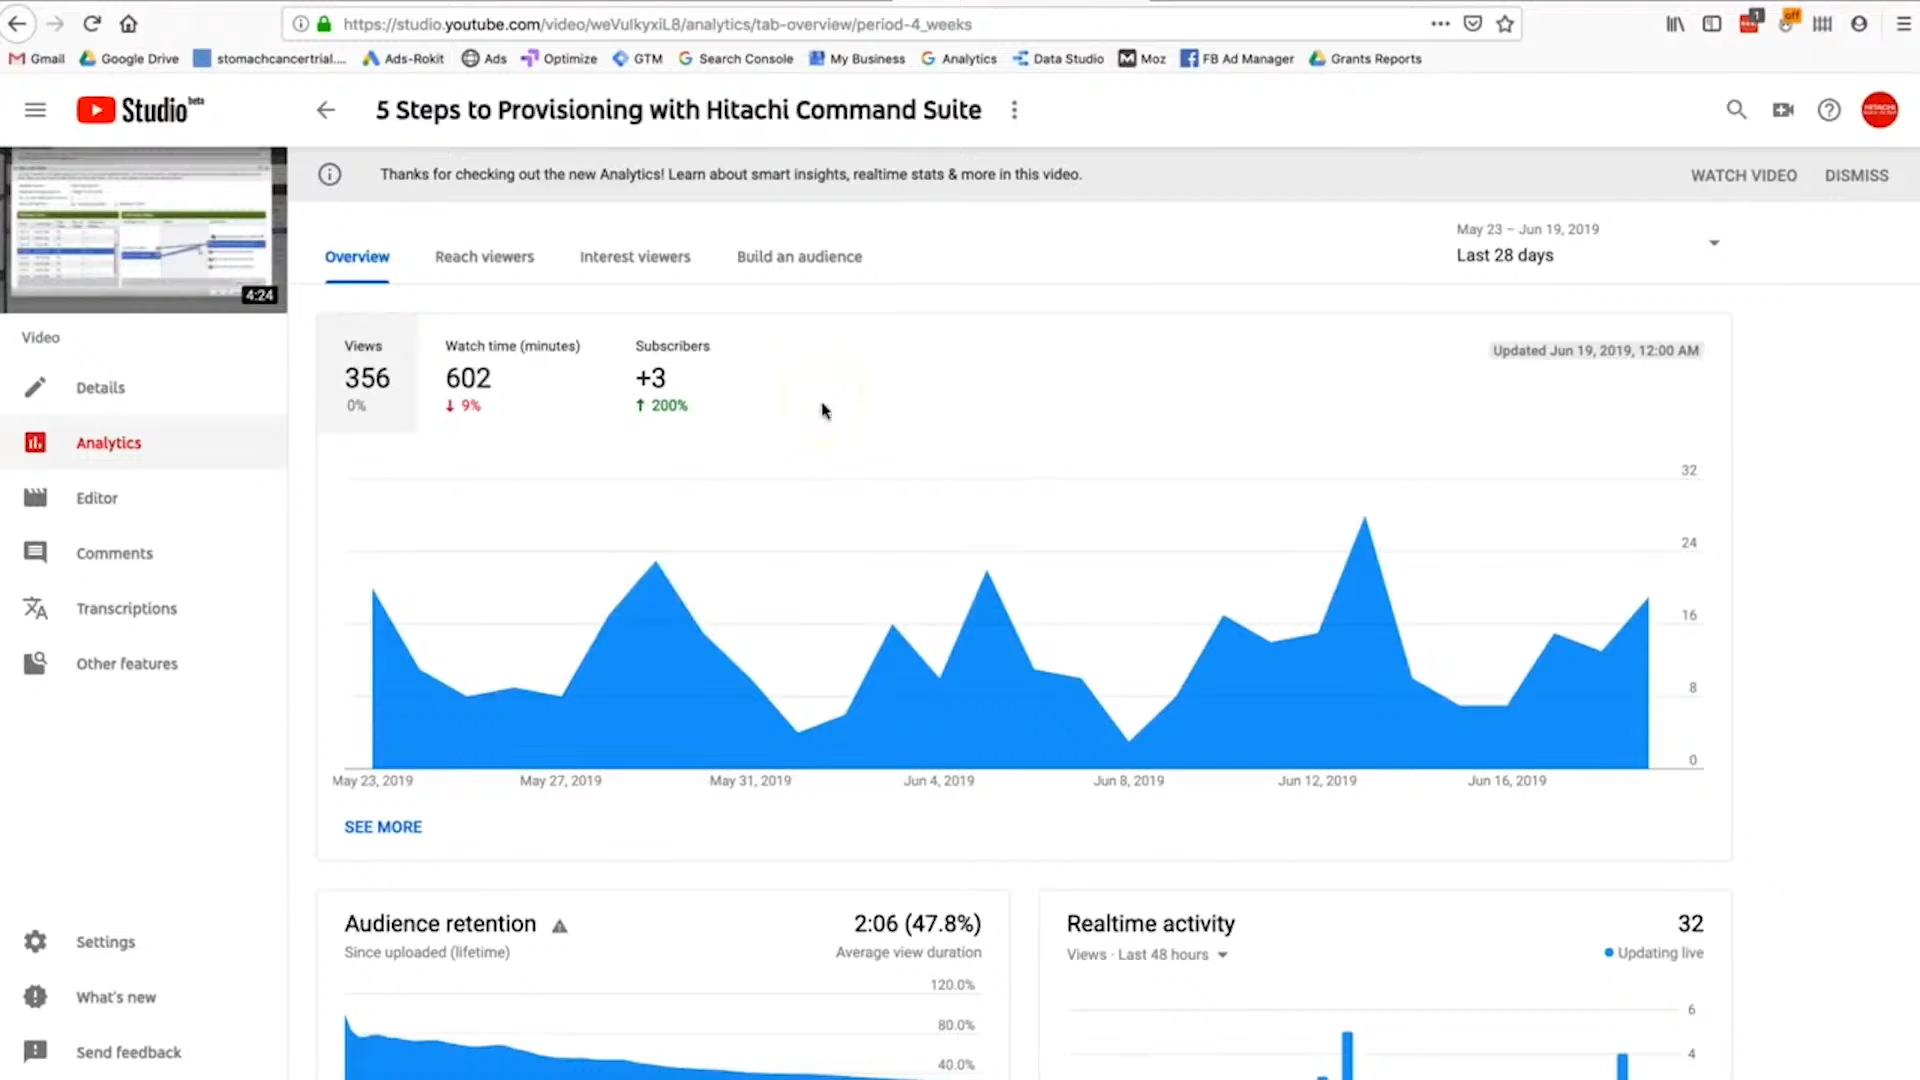 https://studio.youtube.com/video/weVulkyxiL8/analytics/tab-overview/period-4_weeks
1
off
Gmail Google Drive stomachcancertrial.... Ads-Rokit Ads Optimize GTM Search Console My Business Analytics Data Studio Moz FB Ad Manager Grants Reports
Studio beta
5 Steps to Provisioning with Hitachi Command Suite
HITACHI
Thanks for checking out the new Analytics! Learn about smart insights, realtime stats & more in this video.
WATCH VIDEO DISMISS
4:24
Overview Reach viewers Interest viewers Build an audience
May 23 – Jun 19, 2019
Last 28 days
Video
Details
Analytics
Editor
Comments
Transcriptions
Other features
Settings
What's new
Send feedback
Views
356
0%
Watch time (minutes)
602
↓ 9%
Subscribers
+3
↑ 200%
Updated Jun 19, 2019, 12:00 AM
32
24
16
8
0
May 23, 2019 May 27, 2019 May 31, 2019 Jun 4, 2019 Jun 8, 2019 Jun 12, 2019 Jun 16, 2019
SEE MORE
Audience retention
Since uploaded (lifetime)
2:06 (47.8%)
Average view duration
120.0%
80.0%
40.0%
Realtime activity
Views · Last 48 hours
32
Updating live
6
4